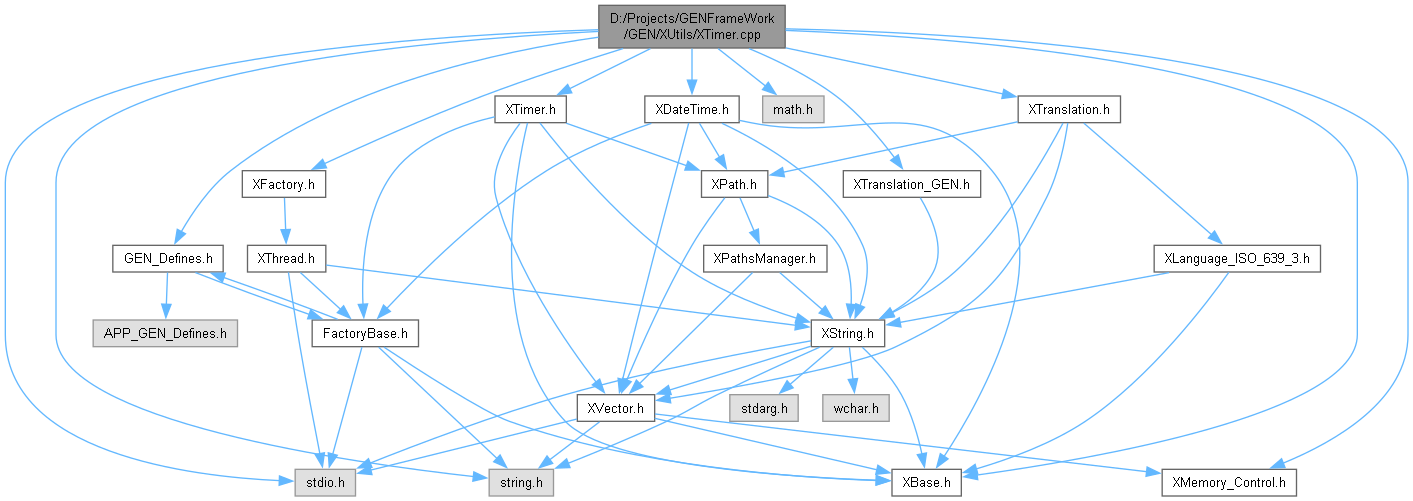 D:/Projects/GENFrameWork
/GEN/XUtils/XTimer.cpp
XTimer.h
XDateTime.h
math.h
XTranslation.h
XFactory.h
XPath.h
XTranslation_GEN.h
GEN_Defines.h
XThread.h
XPathsManager.h
XLanguage_ISO_639_3.h
APP_GEN_Defines.h
FactoryBase.h
XString.h
XVector.h
stdarg.h
wchar.h
stdio.h
string.h
XBase.h
XMemory_Control.h